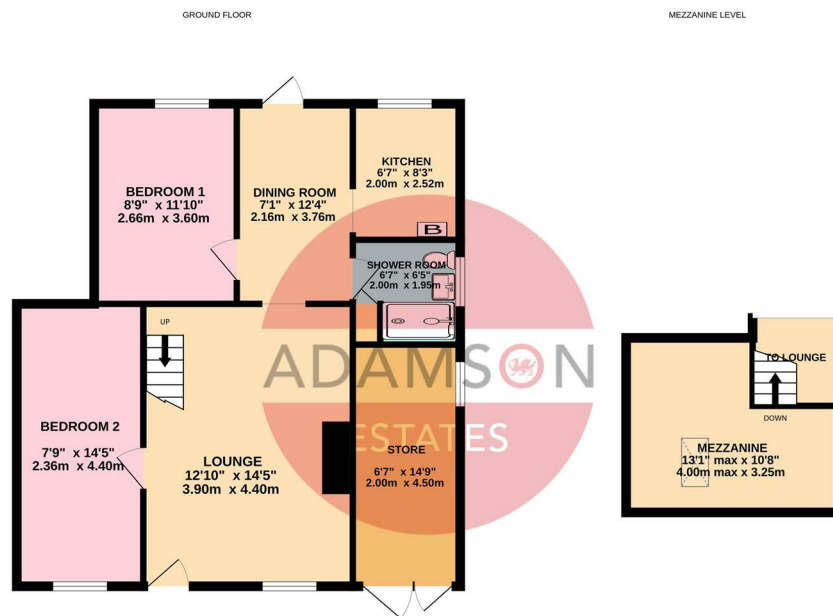 GROUND FLOOR
MEZZANINE LEVEL
BEDROOM 1
8'9" x 11'10"
2.66m x 3.60m
DINING ROOM
7'1" x 12'4"
2.16m x 3.76m
KITCHEN
6'7" x 8'3"
2.00m x 2.52m
B
SHOWER ROOM
6'7" x 6'5"
2.00m x 1.95m
UP
ADAMSON
ESTATES
BEDROOM 2
7'9" x 14'5"
2.36m x 4.40m
LOUNGE
12'10" x 14'5"
3.90m x 4.40m
STORE
6'7" x 14'9"
2.00m x 4.50m
TO LOUNGE
DOWN
MEZZANINE
13'1" max x 10'8"
4.00m max x 3.25m